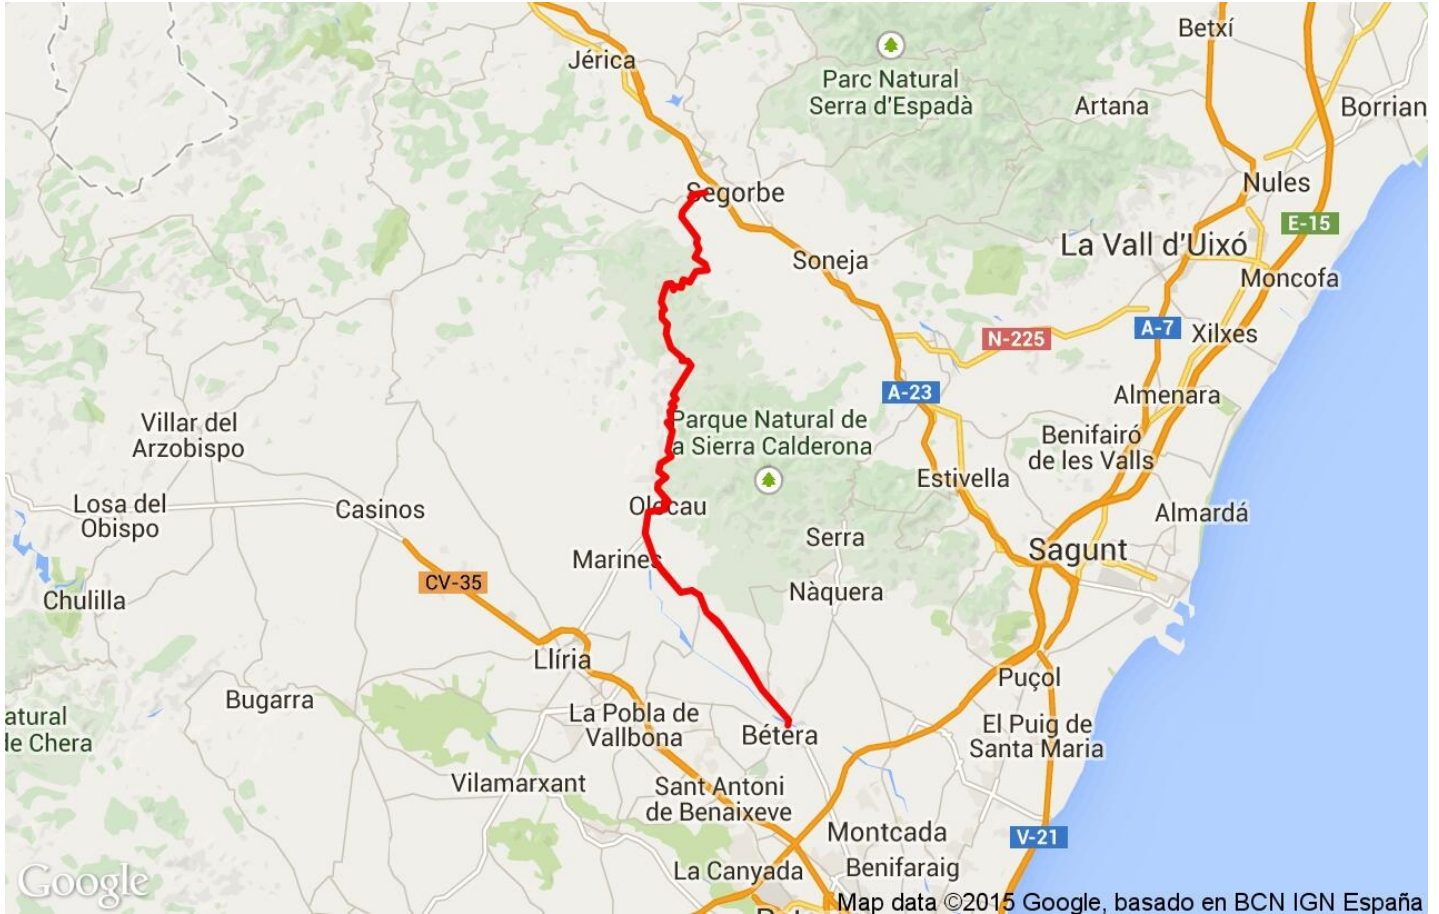 Betxí
Jérica
Parc Natural
Serra d'Espadà
Artana
Borrian
Segorbe
Nules
E-15
La Vall d'Uixó
Soneja
Moncofa
A-7
Xilxes
N-225
A-23
Almenara
Villar del
Arzobispo
Parque Natural de
a Sierra Calderona
Benifairó
de les Valls
Estivella
Losa del
Obispo
Casinos
Olocau
Almardá
Serra
Sagunt
Marines
CV-35
Chulilla
Nàquera
Llíria
Puçol
Bugarra
atural
de Chera
La Pobla de
Vallbona
Bétera
El Puig de
Santa Maria
Vilamarxant
Sant Antoni
de Benaixeve
Montcada
V-21
La Canyada
Benifaraig
Google
Map data ©2015 Google, basado en BCN IGN España